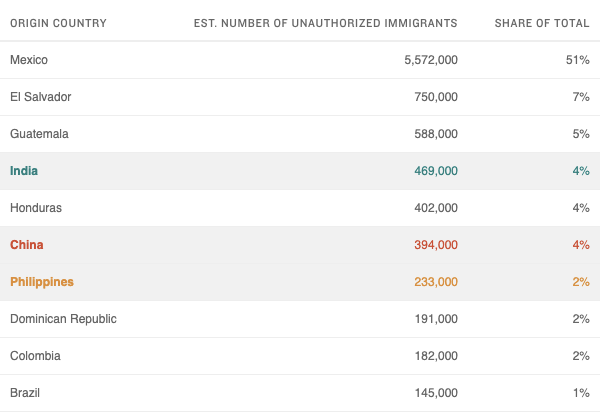 ORIGIN COUNTRY EST. NUMBER OF UNAUTHORIZED IMMIGRANTS SHARE OF TOTAL
Mexico 5,572,000 51%
El Salvador 750,000 7%
Guatemala 588,000 5%
India 469,000 4%
Honduras 402,000 4%
China 394,000 4%
Philippines 233,000 2%
Dominican Republic 191,000 2%
Colombia 182,000 2%
Brazil 145,000 1%